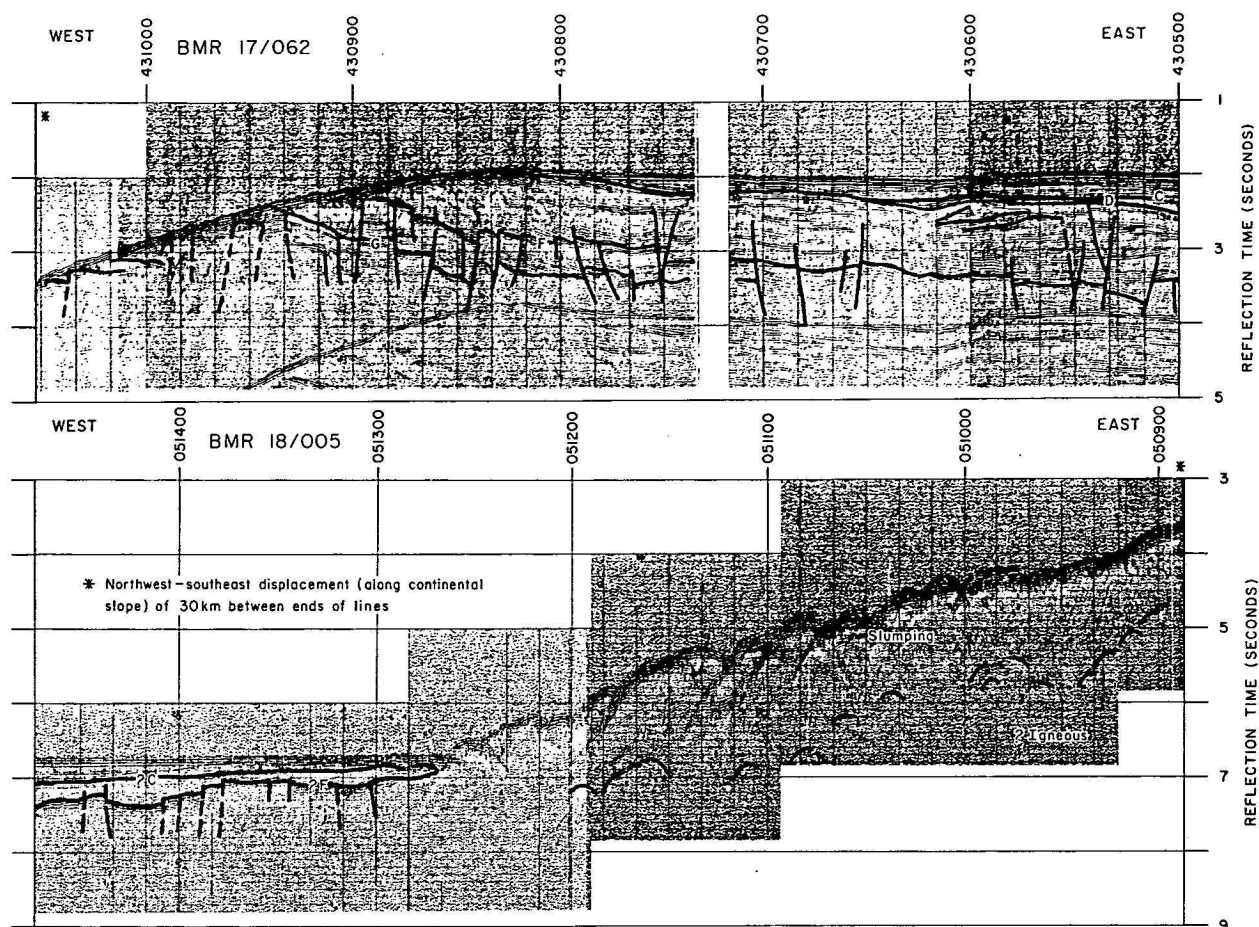 WEST
BMR 17/062
431000
430900
430800
430700
430600
430500
EAST
*
1
3
5
REFLECTION TIME (SECONDS)
G
D
C
WEST
BMR 18/005
051400
051300
051200
051100
051000
050900
EAST
*
3
5
7
9
REFLECTION TIME (SECONDS)
* Northwest-southeast displacement (along continental
slope) of 30km between ends of lines
Slumping
? Igneous
?C